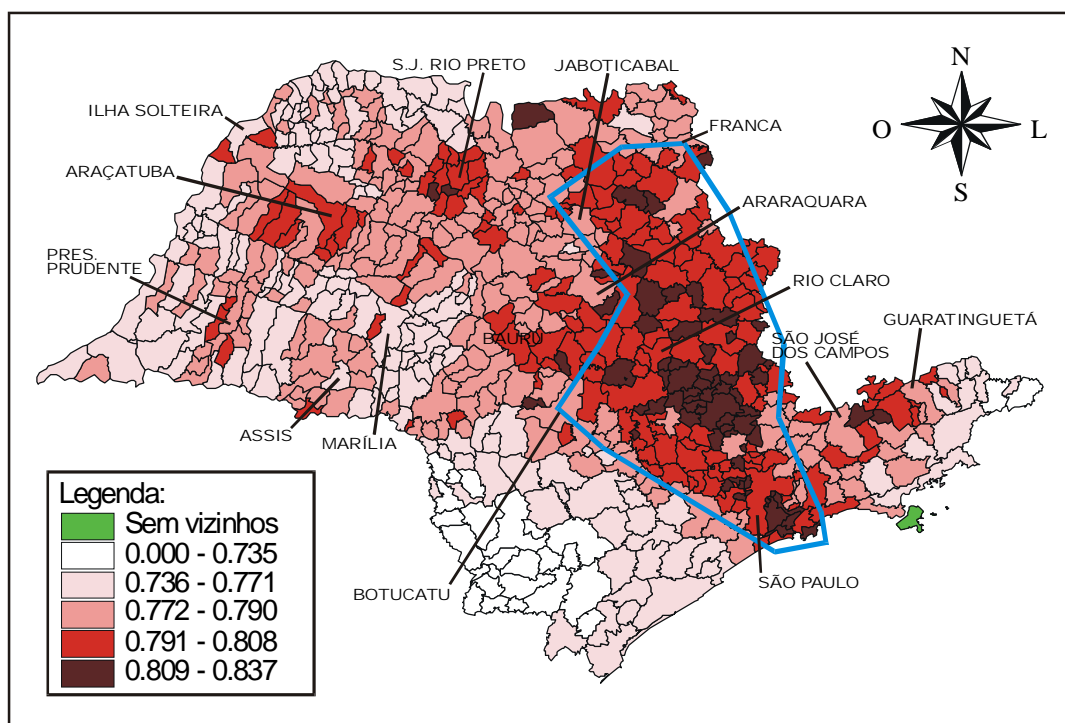 S.J. RIO PRETO
JABOTICABAL
N
ILHA SOLTEIRA
FRANCA
O
L
ARAÇATUBA
S
ARARAQUARA
PRES.
PRUDENTE
RIO CLARO
GUARATINGUETÁ
SÃO JOSÉ
DOS CAMPOS
BAURU
ASSIS
MARÍLIA
Legenda:
Sem vizinhos
0.000 - 0.735
0.736 - 0.771
0.772 - 0.790
0.791 - 0.808
0.809 - 0.837
BOTUCATU
SÃO PAULO